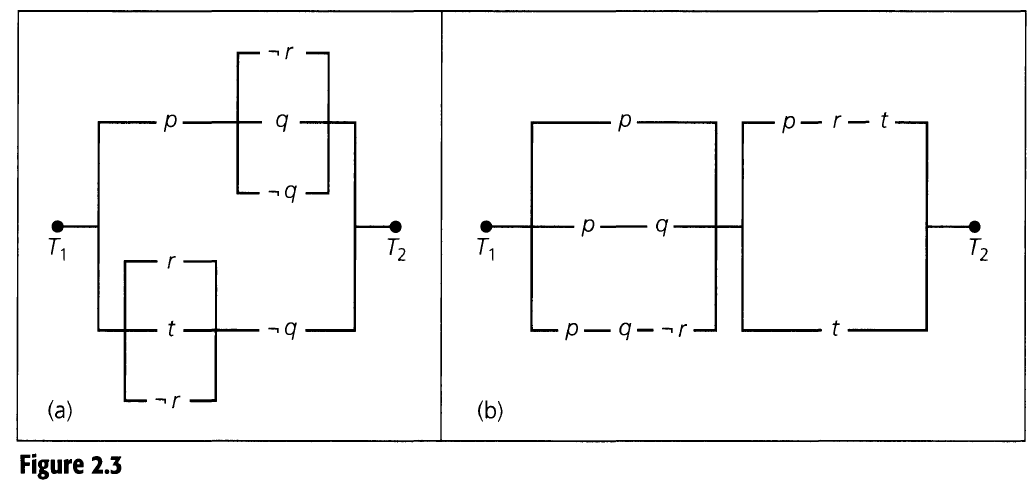 ¬ r
p q
¬ q
T1 T2
r
t ¬ q
¬ r
(a)
p p r t
T1 p q T2
p q ¬ r t
(b)
Figure 2.3